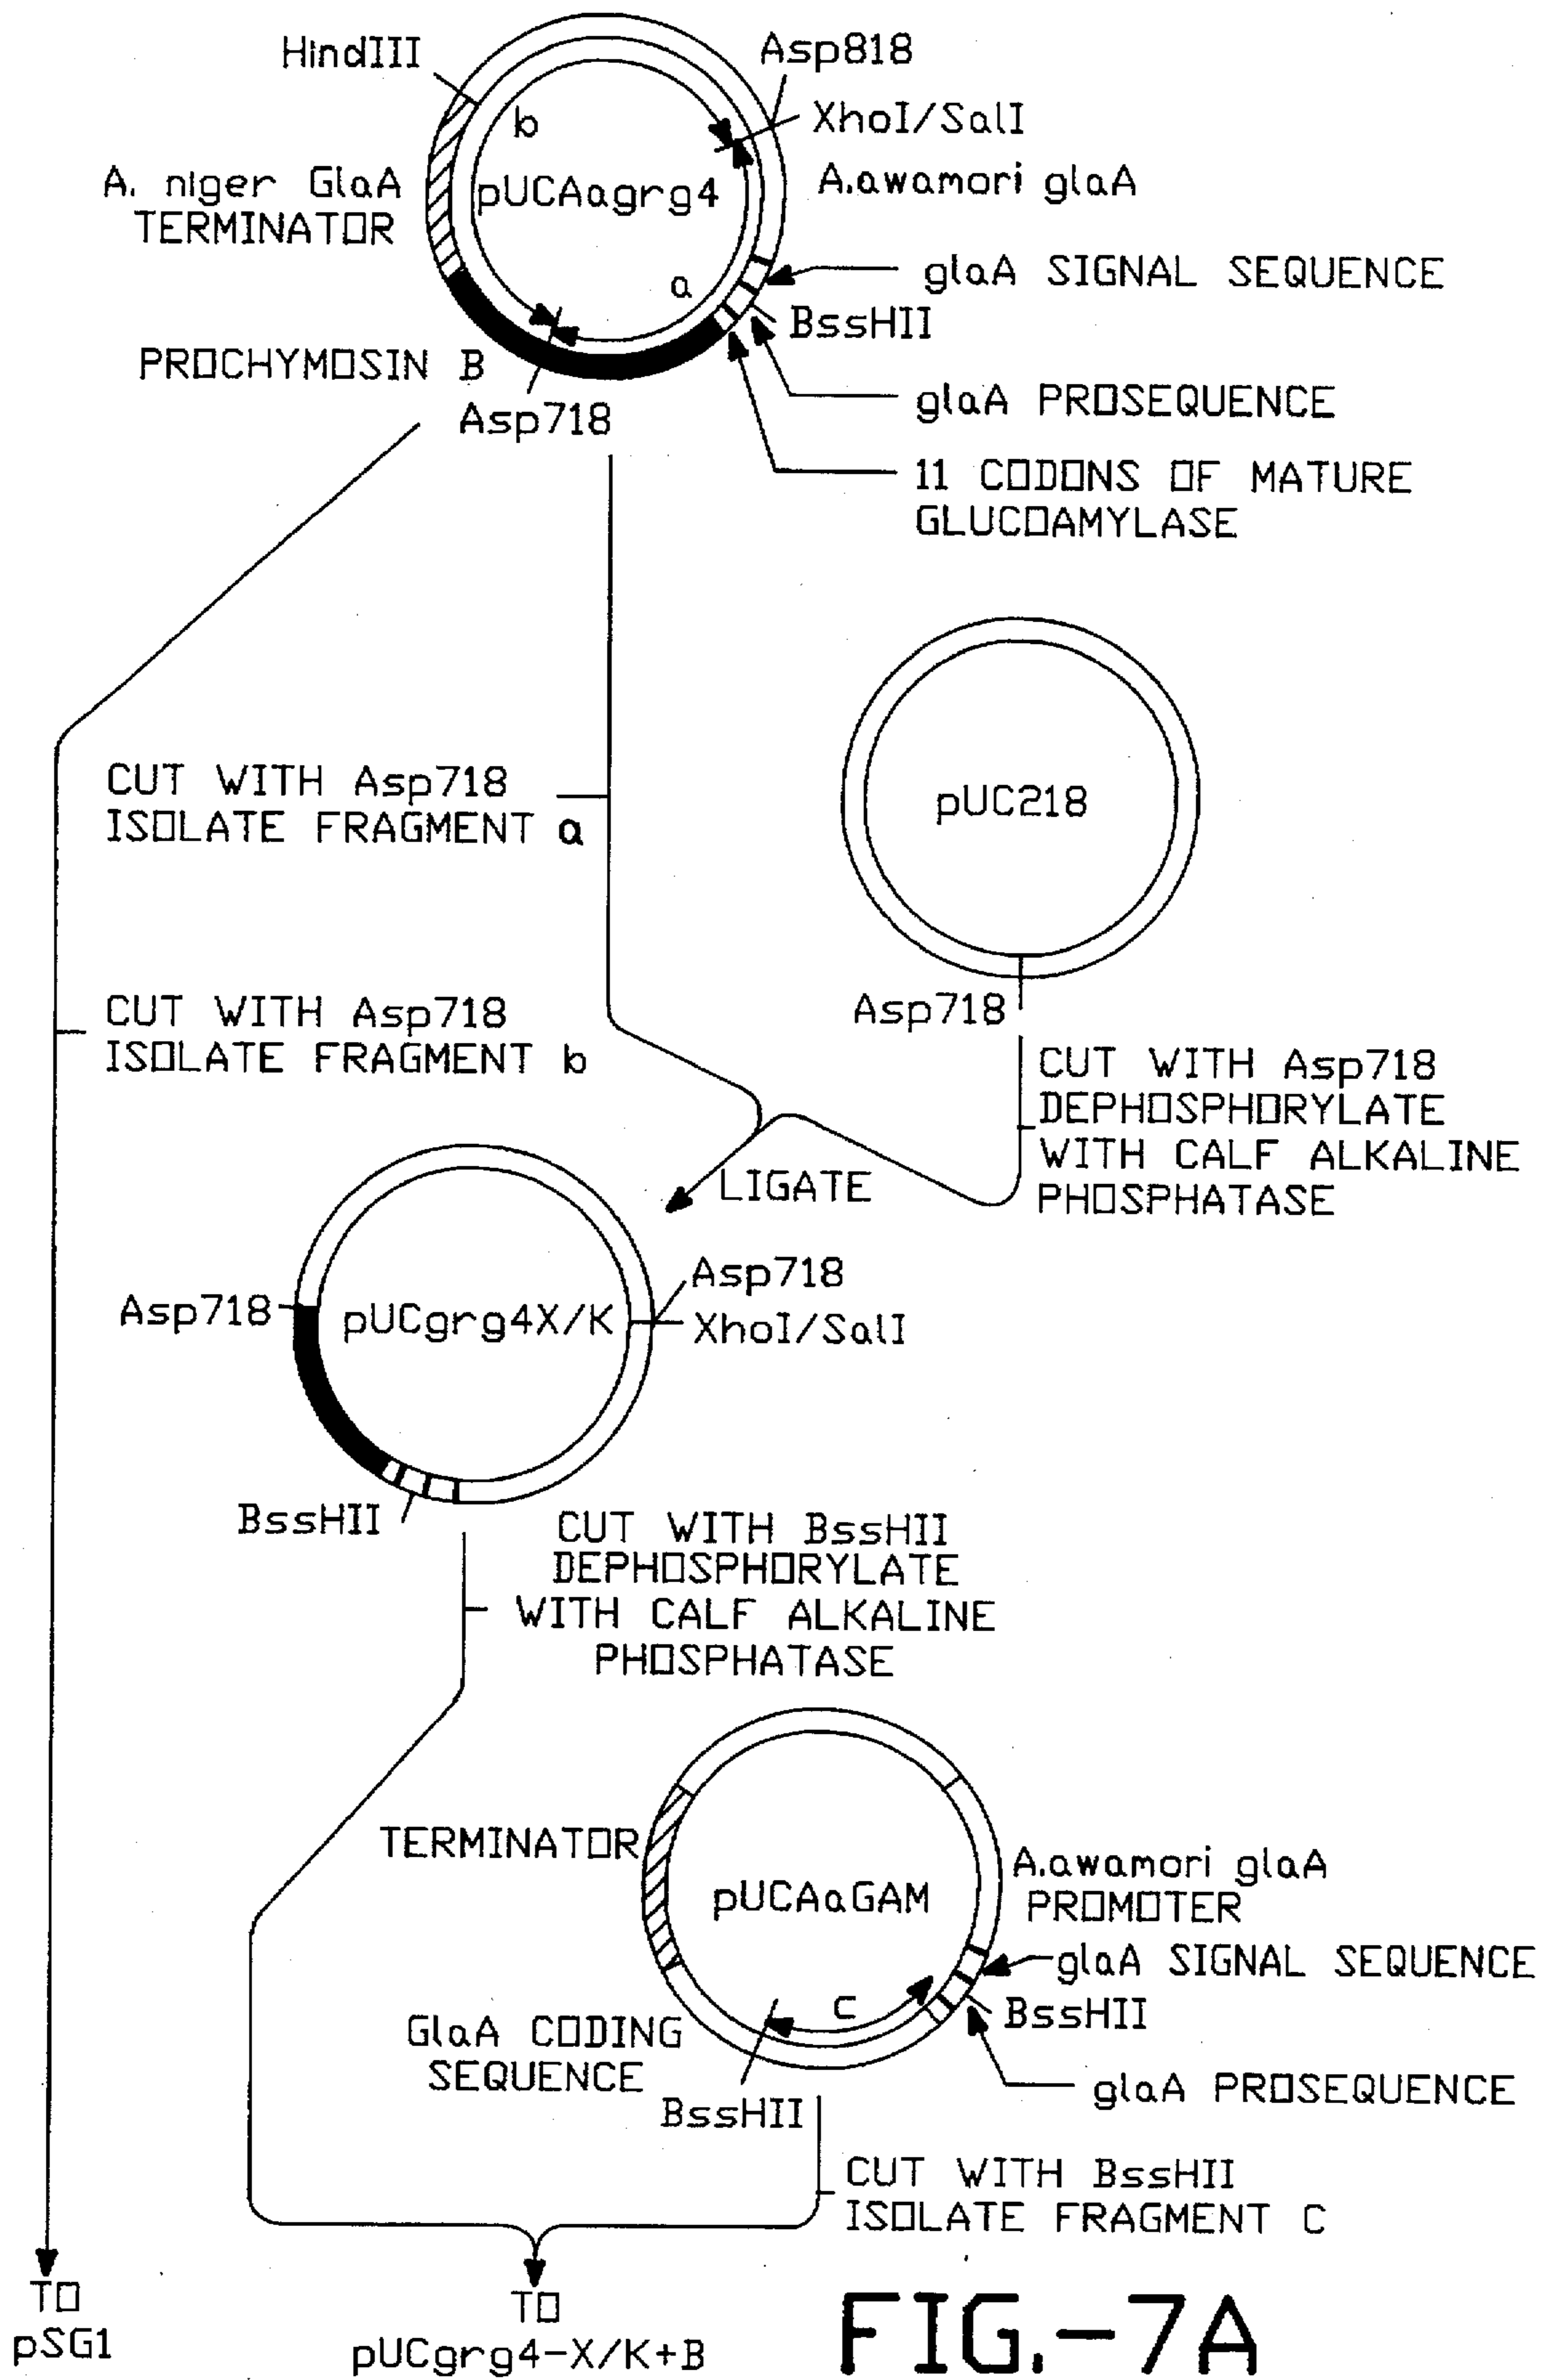 HindIII
Asp818
XhoI/SalI
b
pUCAagrg4
A. niger GlaA
TERMINATOR
A.awamori glaA
a
glaA SIGNAL SEQUENCE
BssHII
PROCHYMOSIN B
glaA PROSEQUENCE
Asp718
11 CODONS OF MATURE
GLUCOAMYLASE
CUT WITH Asp718
ISOLATE FRAGMENT a
pUC218
Asp718
CUT WITH Asp718
ISOLATE FRAGMENT b
CUT WITH Asp718
DEPHOSPHORYLATE
WITH CALF ALKALINE
PHOSPHATASE
LIGATE
Asp718
Asp718
pUCgrg4X/K
XhoI/SalI
BssHII
CUT WITH BssHII
DEPHOSPHORYLATE
WITH CALF ALKALINE
PHOSPHATASE
TERMINATOR
pUCAaGAM
A.awamori glaA
PROMOTER
glaA SIGNAL SEQUENCE
c
BssHII
GlaA CODING
SEQUENCE
BssHII
glaA PROSEQUENCE
CUT WITH BssHII
ISOLATE FRAGMENT C
TO
pSG1
TO
pUCgrg4-X/K+B
FIG.-7A